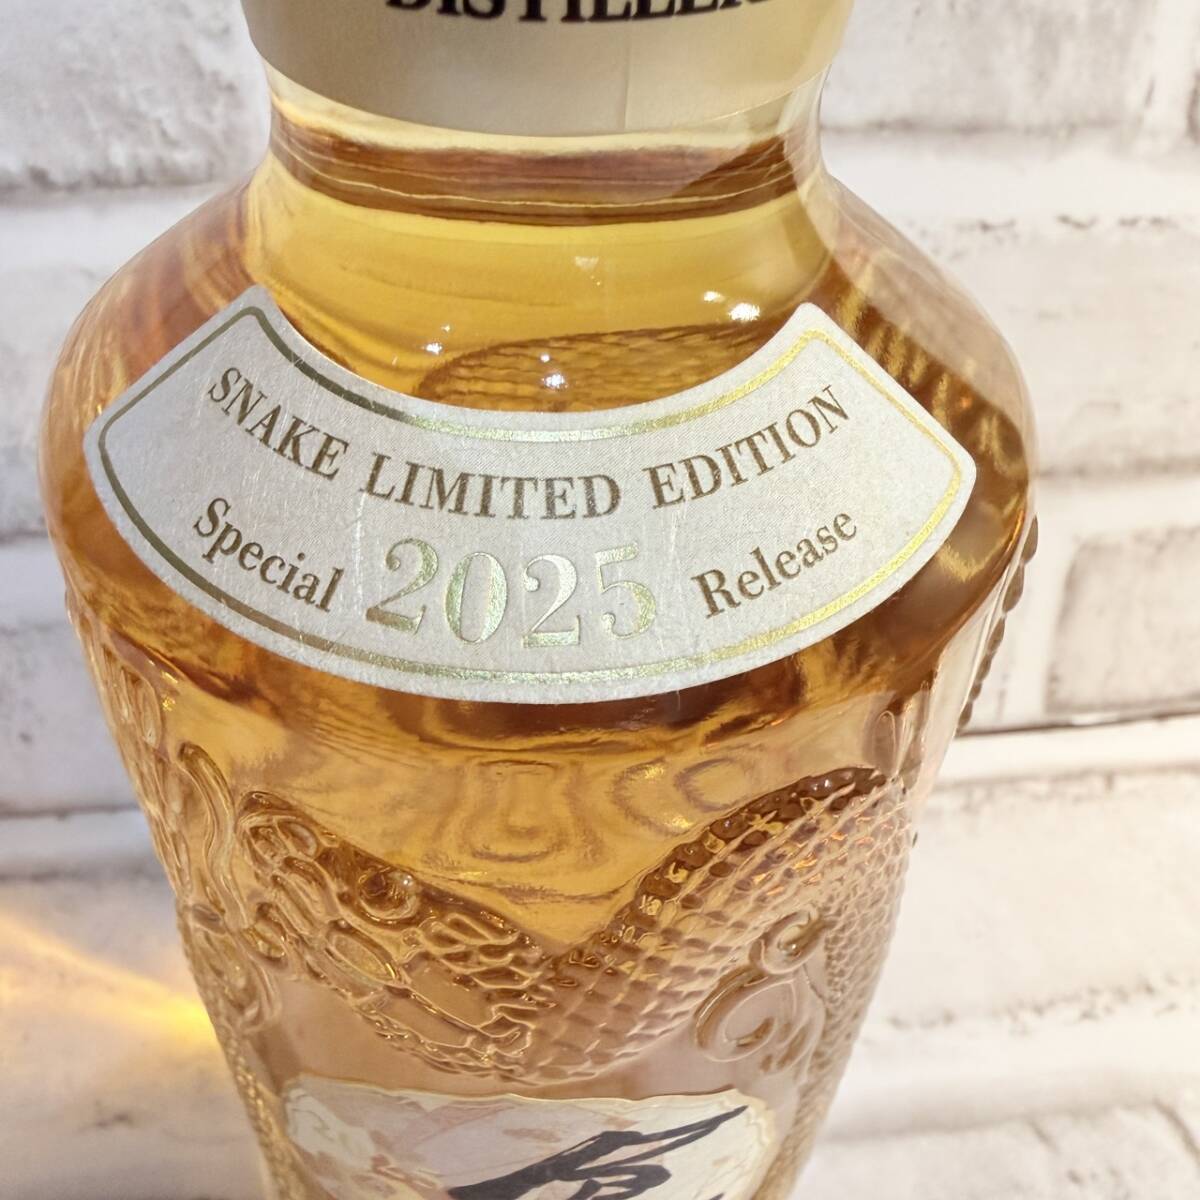 SNAKE LIMITED EDITION
Special 2025 Release